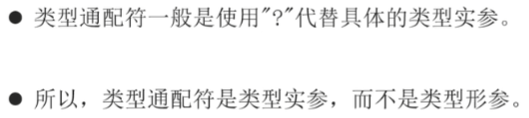 ● 类型通配符一般是使用"?"代替具体的类型实参。
● 所以，类型通配符是类型实参，而不是类型形参。